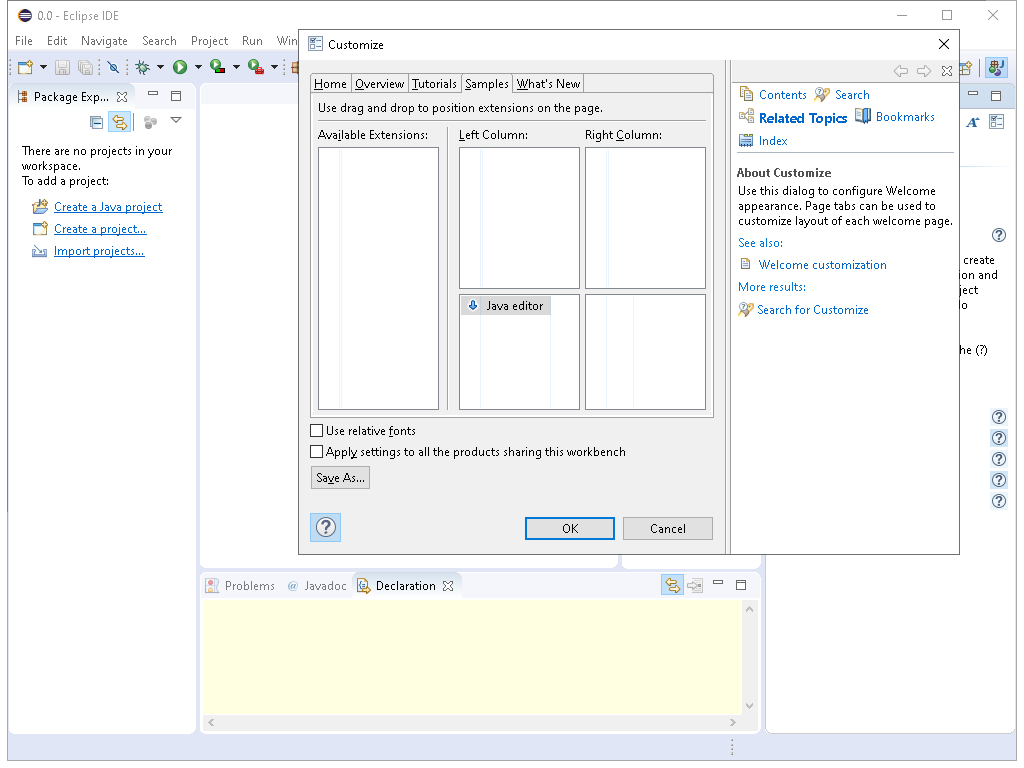 0.0 - Eclipse IDE
File Edit Navigate Search Project Run Win
Customize
Package Exp...
There are no projects in your
workspace.
To add a project:
Create a Java project
Create a project...
Import projects...
Home Overview Tutorials Samples What's New
Use drag and drop to position extensions on the page.
Available Extensions: Left Column: Right Column:
Java editor
Use relative fonts
Apply settings to all the products sharing this workbench
Save As...
OK Cancel
Contents Search
Related Topics Bookmarks
Index
About Customize
Use this dialog to configure Welcome
appearance. Page tabs can be used to
customize layout of each welcome page.
See also:
Welcome customization
More results:
Search for Customize
create
on and
ject
o
he (?)
Problems @ Javadoc Declaration